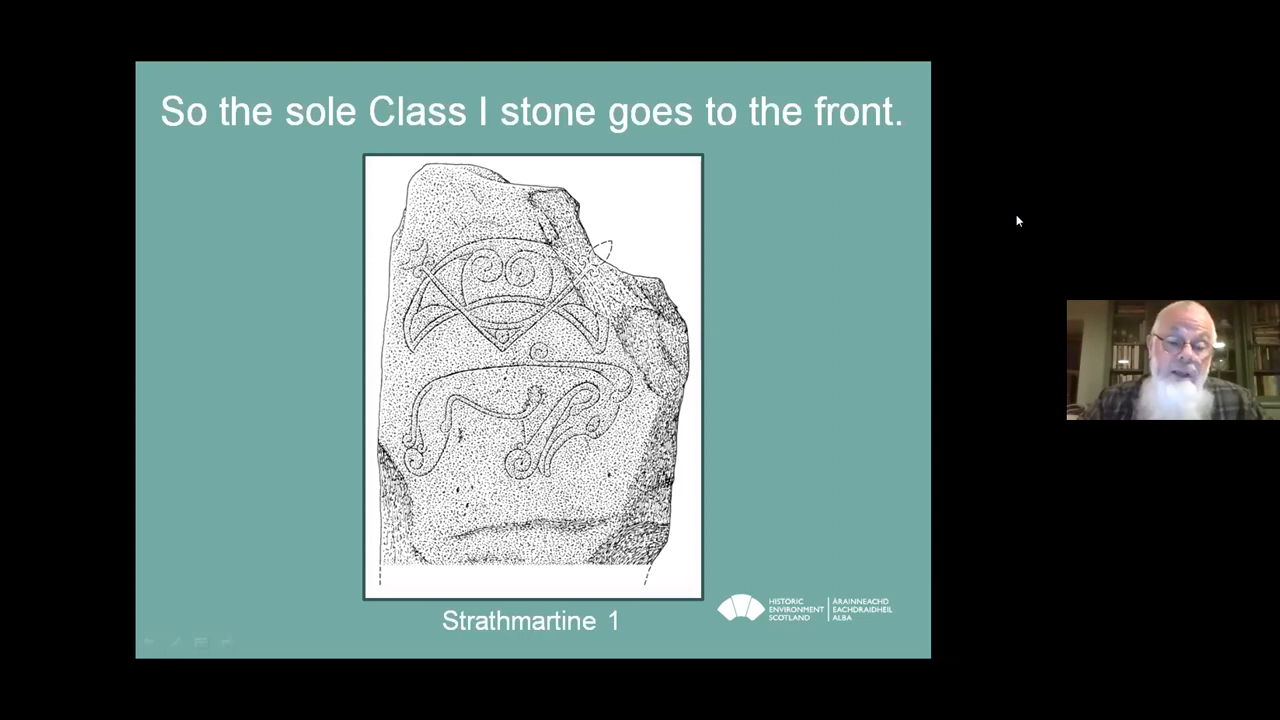 So the sole Class I stone goes to the front.
Strathmartine 1
HISTORIC
ENVIRONMENT
SCOTLAND
ÀRAINNEACHD
EACHDRAIDHEIL
ALBA